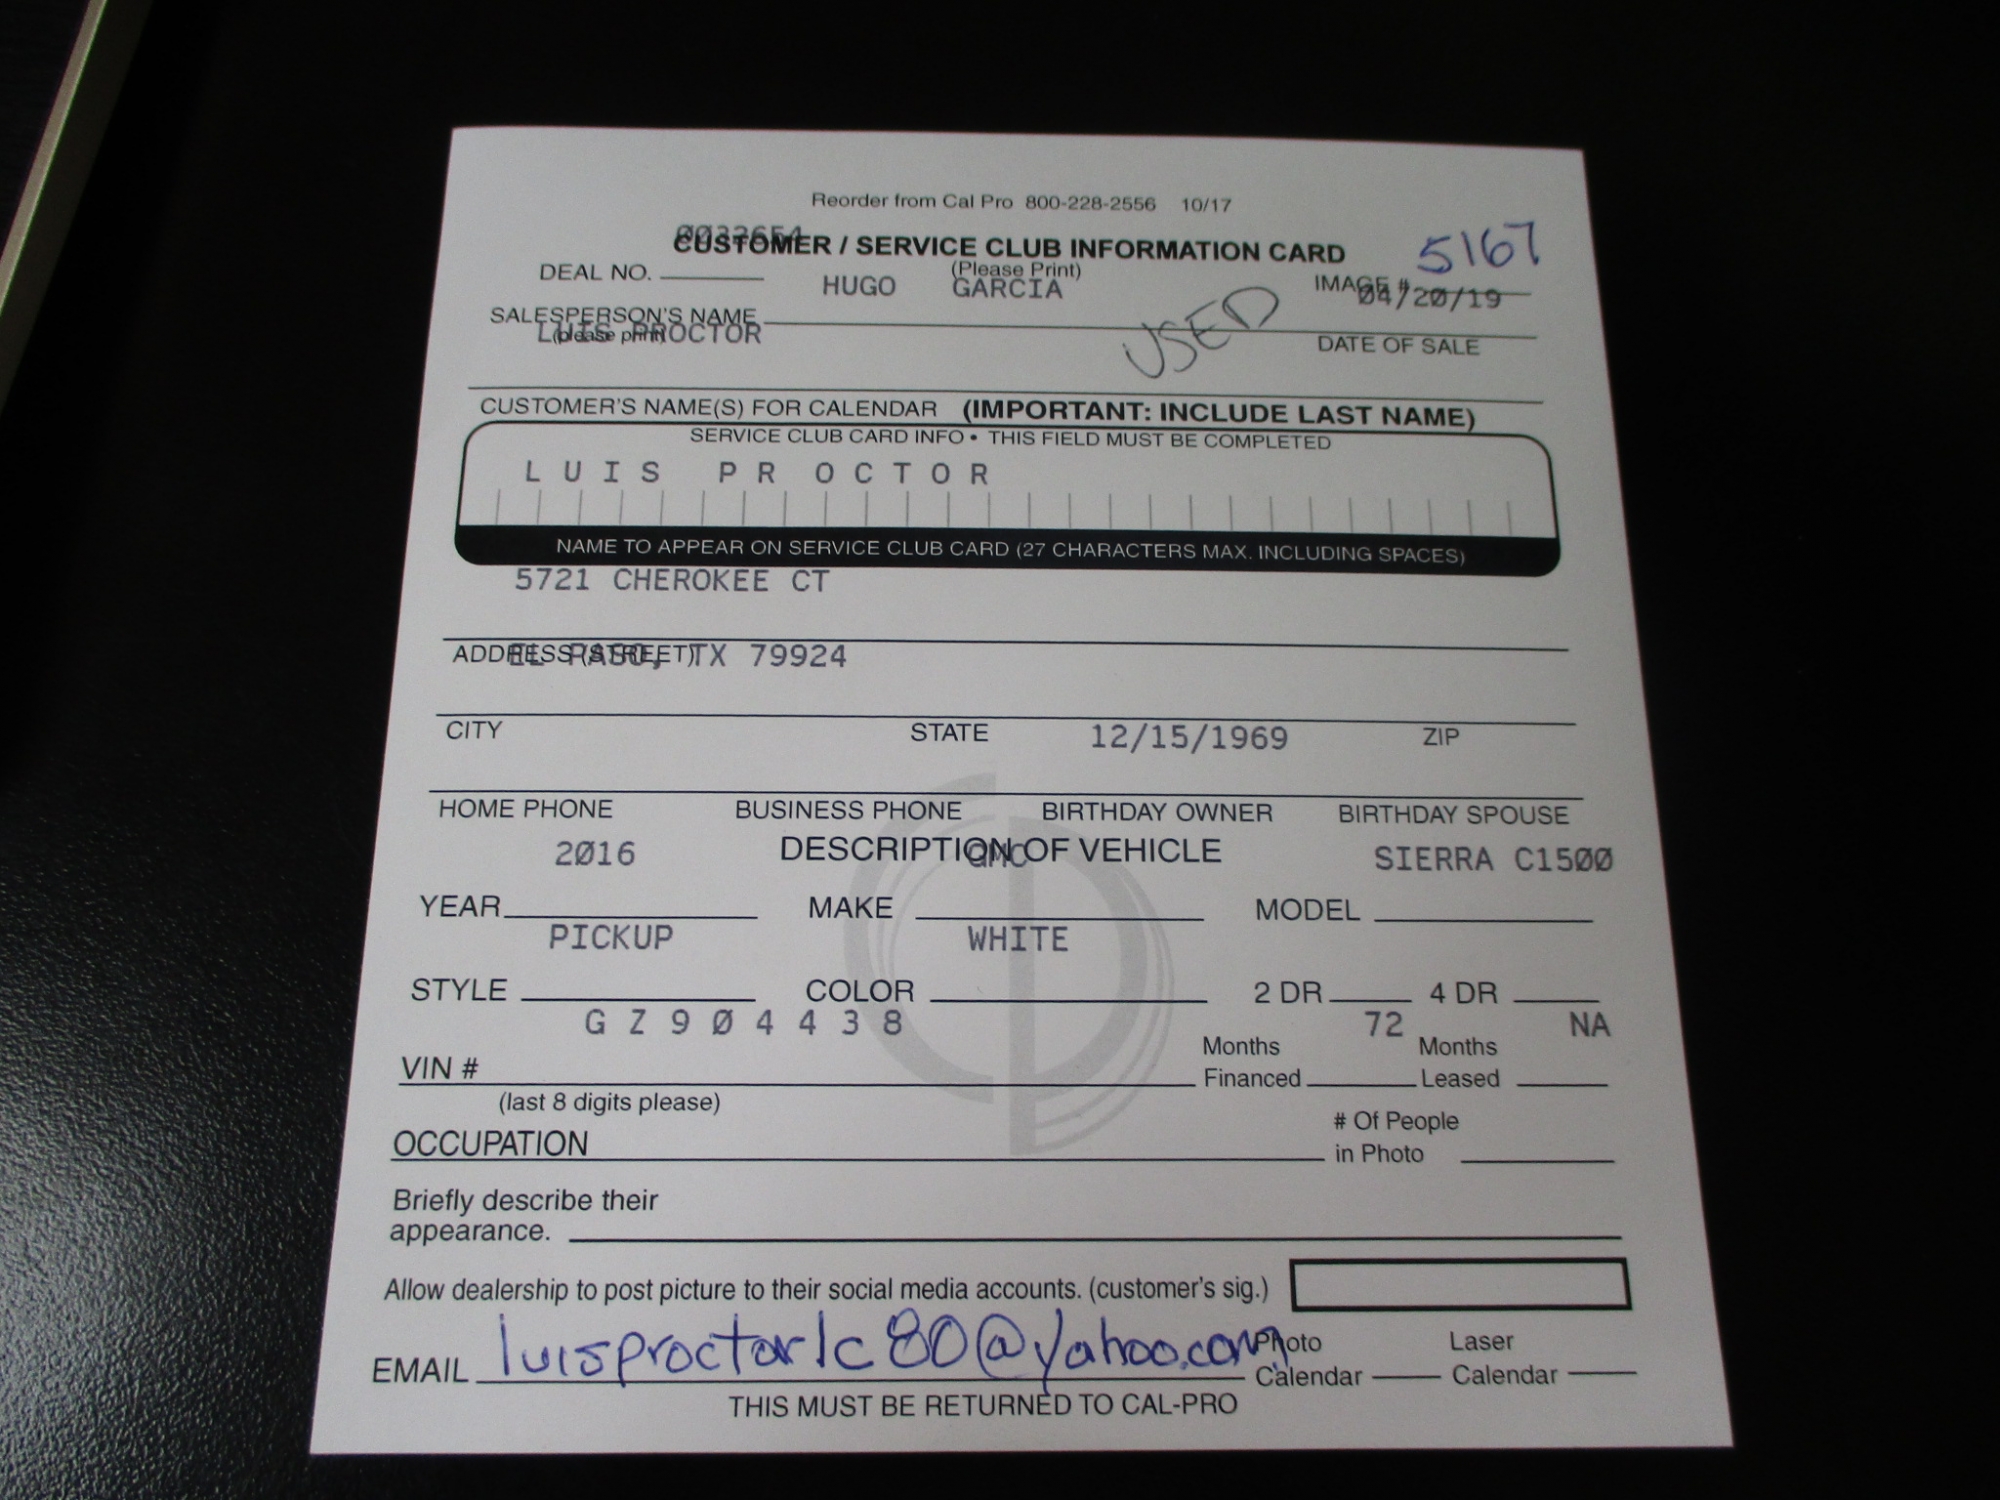 Reorder from Cal Pro 800-228-2556 10/17
0032654
CUSTOMER / SERVICE CLUB INFORMATION CARD
5167
(Please Print)
DEAL NO.
HUGO GARCIA
IMAGE #
04/20/19
SALESPERSON'S NAME
(please print)
LUIS PROCTOR
USED
DATE OF SALE
CUSTOMER'S NAME(S) FOR CALENDAR (IMPORTANT: INCLUDE LAST NAME)
SERVICE CLUB CARD INFO • THIS FIELD MUST BE COMPLETED
LUIS PROCTOR
NAME TO APPEAR ON SERVICE CLUB CARD (27 CHARACTERS MAX. INCLUDING SPACES)
5721 CHEROKEE CT
ADDRESS (STREET)
EL PASO, TX 79924
CITY STATE ZIP
12/15/1969
HOME PHONE BUSINESS PHONE BIRTHDAY OWNER BIRTHDAY SPOUSE
DESCRIPTION OF VEHICLE
2016 GMC SIERRA C1500
YEAR MAKE MODEL
PICKUP WHITE
STYLE COLOR 2 DR 4 DR
GZ904438 72 NA
VIN # Months Financed Months Leased
(last 8 digits please)
OCCUPATION # Of People in Photo
Briefly describe their
appearance.
Allow dealership to post picture to their social media accounts. (customer's sig.)
EMAIL luisproctorlc80@yahoo.com Photo Calendar Laser Calendar
THIS MUST BE RETURNED TO CAL-PRO